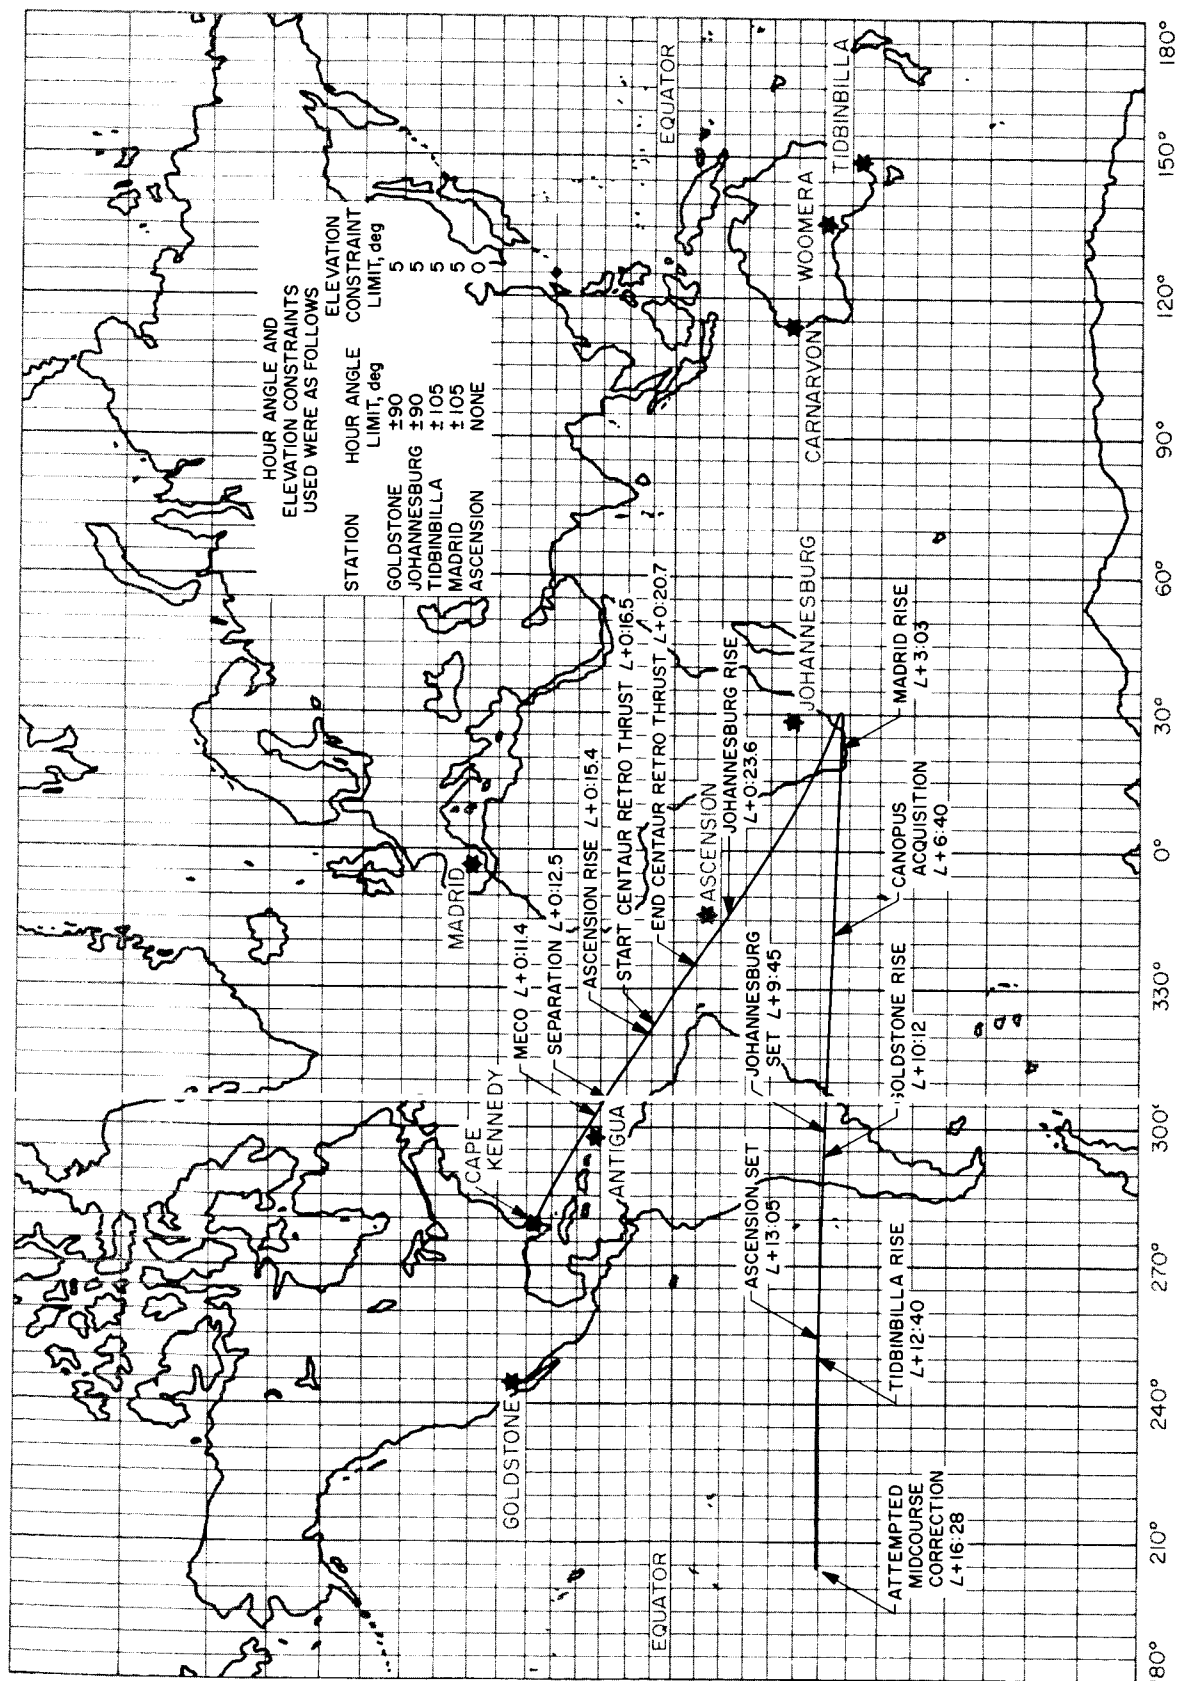 HOUR ANGLE AND
ELEVATION CONSTRAINTS
USED WERE AS FOLLOWS
STATION HOUR ANGLE LIMIT, deg ELEVATION CONSTRAINT LIMIT, deg
GOLDSTONE ±90 5
JOHANNESBURG ±90 5
TIDBINBILLA ±105 5
MADRID ±105 5
ASCENSION NONE 0
GOLDSTONE
CAPE
KENNEDY
MADRID
ANTIGUA
MECO L+0:11.4
SEPARATION L+0:12.5
ASCENSION RISE L+0:15.4
START CENTAUR RETRO THRUST L+0:16.5
END CENTAUR RETRO THRUST L+0:20.7
EQUATOR
EQUATOR
ASCENSION
JOHANNESBURG RISE
L+0:23.6
JOHANNESBURG
CARNARVON
WOOMERA
TIDBINBILLA
ASCENSION SET
L+13:05
JOHANNESBURG
SET L+9:45
ATTEMPTED
MIDCOURSE
CORRECTION
L+16:28
TIDBINBILLA RISE
L+12:40
GOLDSTONE RISE
L+10:12
CANOPUS
ACQUISITION
L+6:40
MADRID RISE
L+3:03
180° 210° 240° 270° 300° 330° 0° 30° 60° 90° 120° 150° 180°